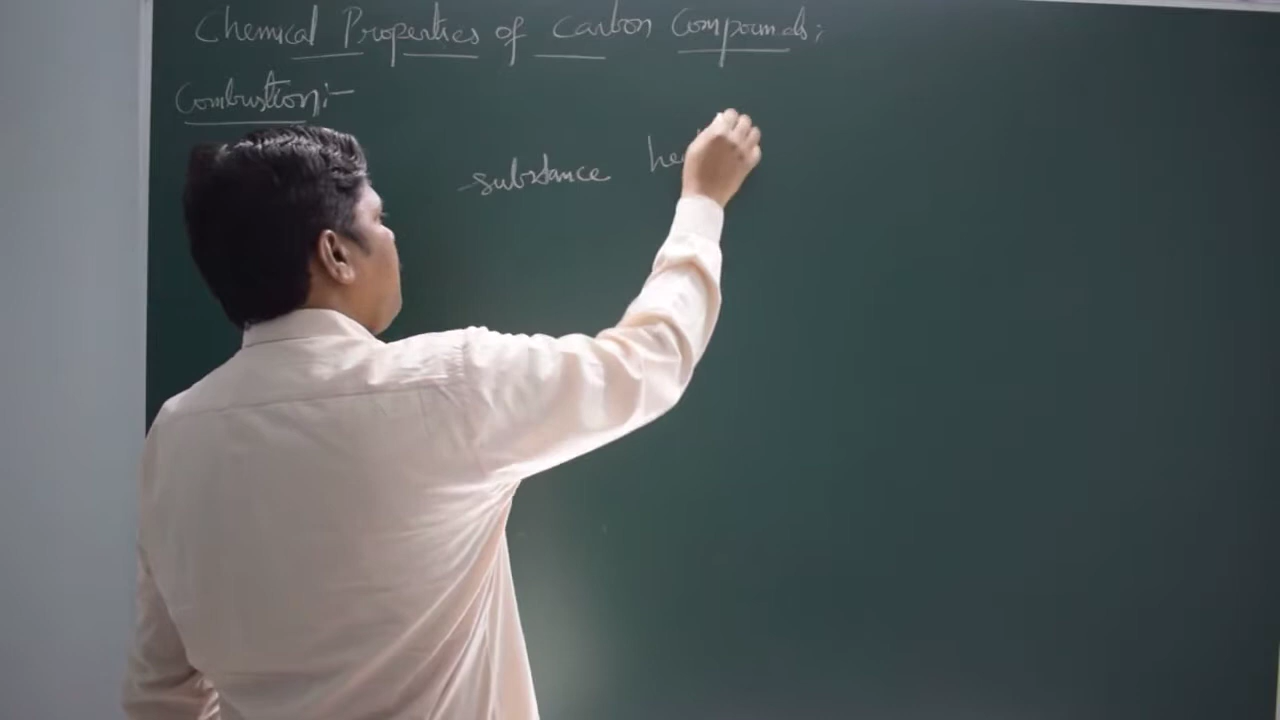 Chemical Properties of Carbon Compounds:
Combustion:-
substance